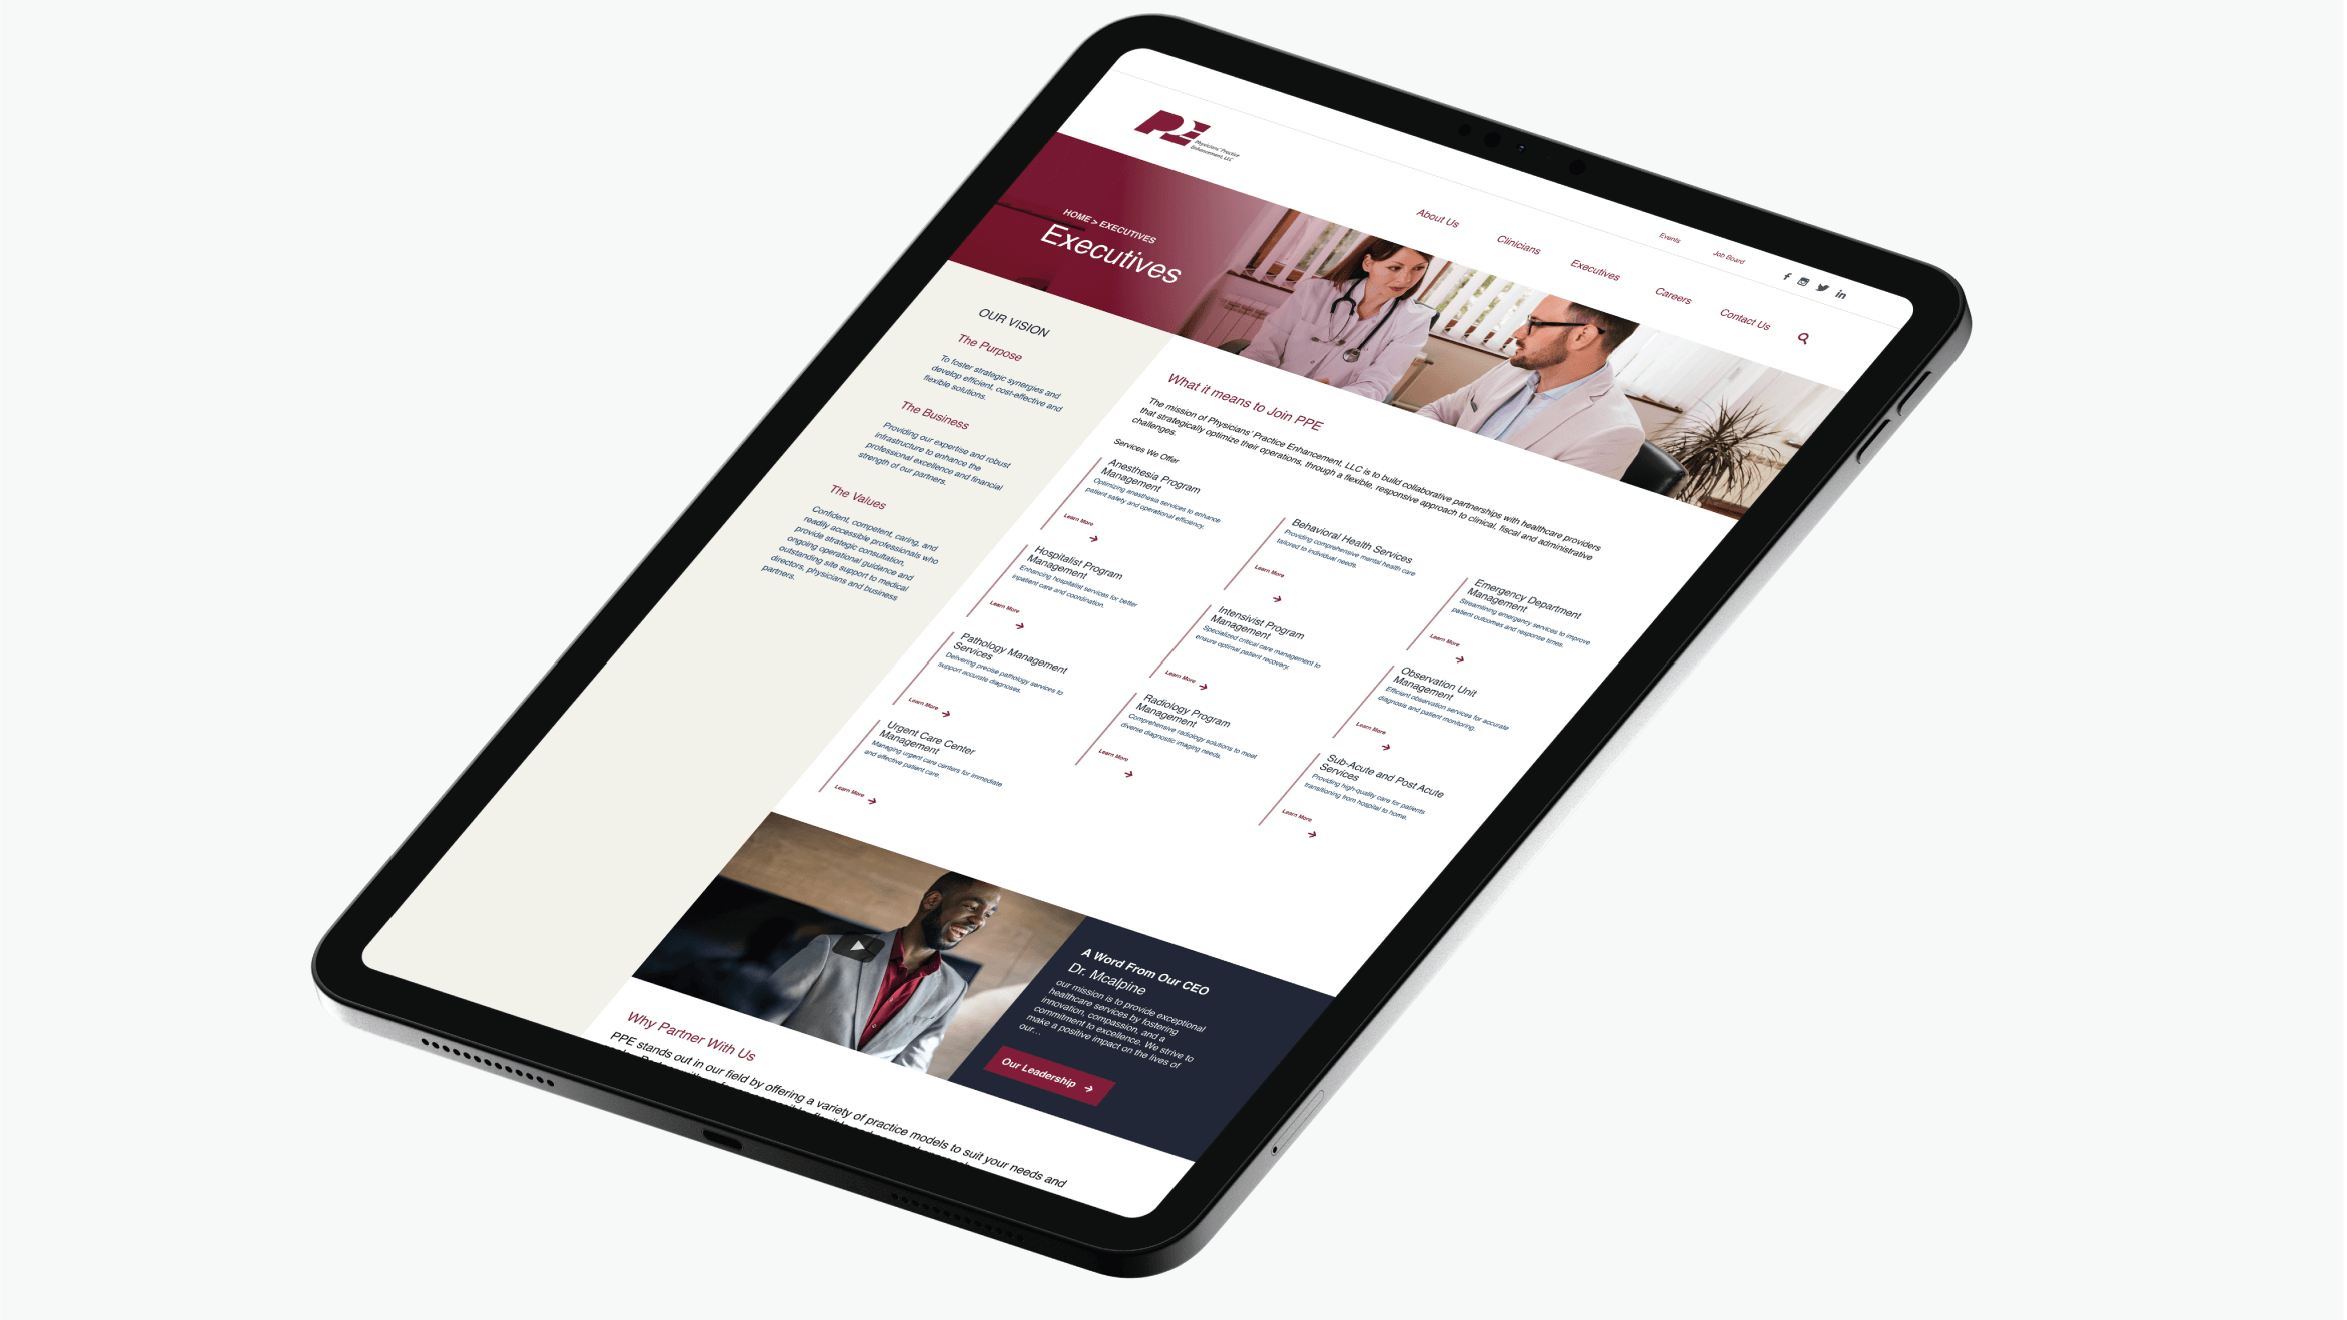 Physicians' Practice
Enhancement, LLC
Events
Job Board
About Us
Clinicians
Executives
Careers
Contact Us
HOME > EXECUTIVES
Executives
OUR VISION
The Purpose
To foster strategic synergies and
develop efficient, cost-effective and
flexible solutions.
The Business
Providing our expertise and robust
infrastructure to enhance the
professional excellence and financial
strength of our partners.
The Values
Confident, competent, caring, and
readily accessible professionals who
provide strategic consultation,
ongoing operational guidance and
outstanding site support to medical
directors, physicians and business
partners.
What it means to Join PPE
The mission of Physicians' Practice Enhancement, LLC is to build collaborative partnerships with healthcare providers
that strategically optimize their operations, through a flexible, responsive approach to clinical, fiscal and administrative
challenges.
Services We Offer
Anesthesia Program
Management
Optimizing anesthesia services to enhance
patient safety and operational efficiency.
Learn More
Behavioral Health Services
Providing comprehensive mental health care
tailored to individual needs.
Learn More
Emergency Department
Management
Streamlining emergency services to improve
patient outcomes and response times.
Learn More
Hospitalist Program
Management
Enhancing hospitalist services for better
inpatient care and coordination.
Learn More
Intensivist Program
Management
Specialized critical care management to
ensure optimal patient recovery.
Learn More
Observation Unit
Management
Efficient observation services for accurate
diagnosis and patient monitoring.
Learn More
Pathology Management
Services
Delivering precise pathology services to
Support accurate diagnoses.
Learn More
Radiology Program
Management
Comprehensive radiology solutions to meet
diverse diagnostic imaging needs.
Learn More
Sub-Acute and Post Acute
Services
Providing high-quality care for patients
transitioning from hospital to home.
Learn More
Urgent Care Center
Management
Managing urgent care centers for immediate
and effective patient care.
Learn More
A Word From Our CEO
Dr. Mcalpine
our mission is to provide exceptional
healthcare services by fostering
innovation, compassion, and a
commitment to excellence. We strive to
make a positive impact on the lives of
our...
Our Leadership
Why Partner With Us
PPE stands out in our field by offering a variety of practice models to suit your needs and